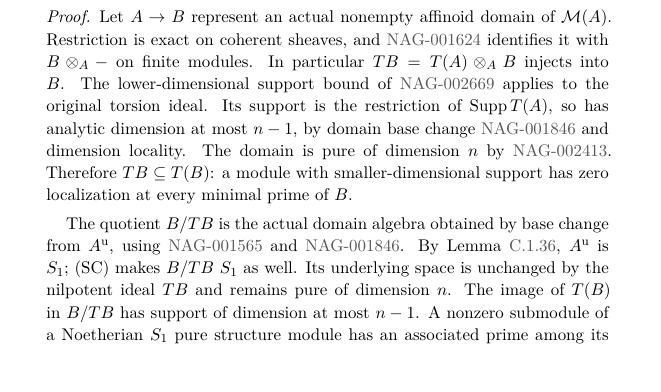 Proof. Let A → B represent an actual nonempty affinoid domain of ℳ(A).
Restriction is exact on coherent sheaves, and NAG-001624 identifies it with
B ⊗_A − on finite modules. In particular TB = T(A) ⊗_A B injects into
B. The lower-dimensional support bound of NAG-002669 applies to the
original torsion ideal. Its support is the restriction of Supp T(A), so has
analytic dimension at most n − 1, by domain base change NAG-001846 and
dimension locality. The domain is pure of dimension n by NAG-002413.
Therefore TB ⊆ T(B): a module with smaller-dimensional support has zero
localization at every minimal prime of B.
The quotient B/TB is the actual domain algebra obtained by base change
from Aᵘ, using NAG-001565 and NAG-001846. By Lemma C.1.36, Aᵘ is
S₁; (SC) makes B/TB S₁ as well. Its underlying space is unchanged by the
nilpotent ideal TB and remains pure of dimension n. The image of T(B)
in B/TB has support of dimension at most n − 1. A nonzero submodule of
a Noetherian S₁ pure structure module has an associated prime among its